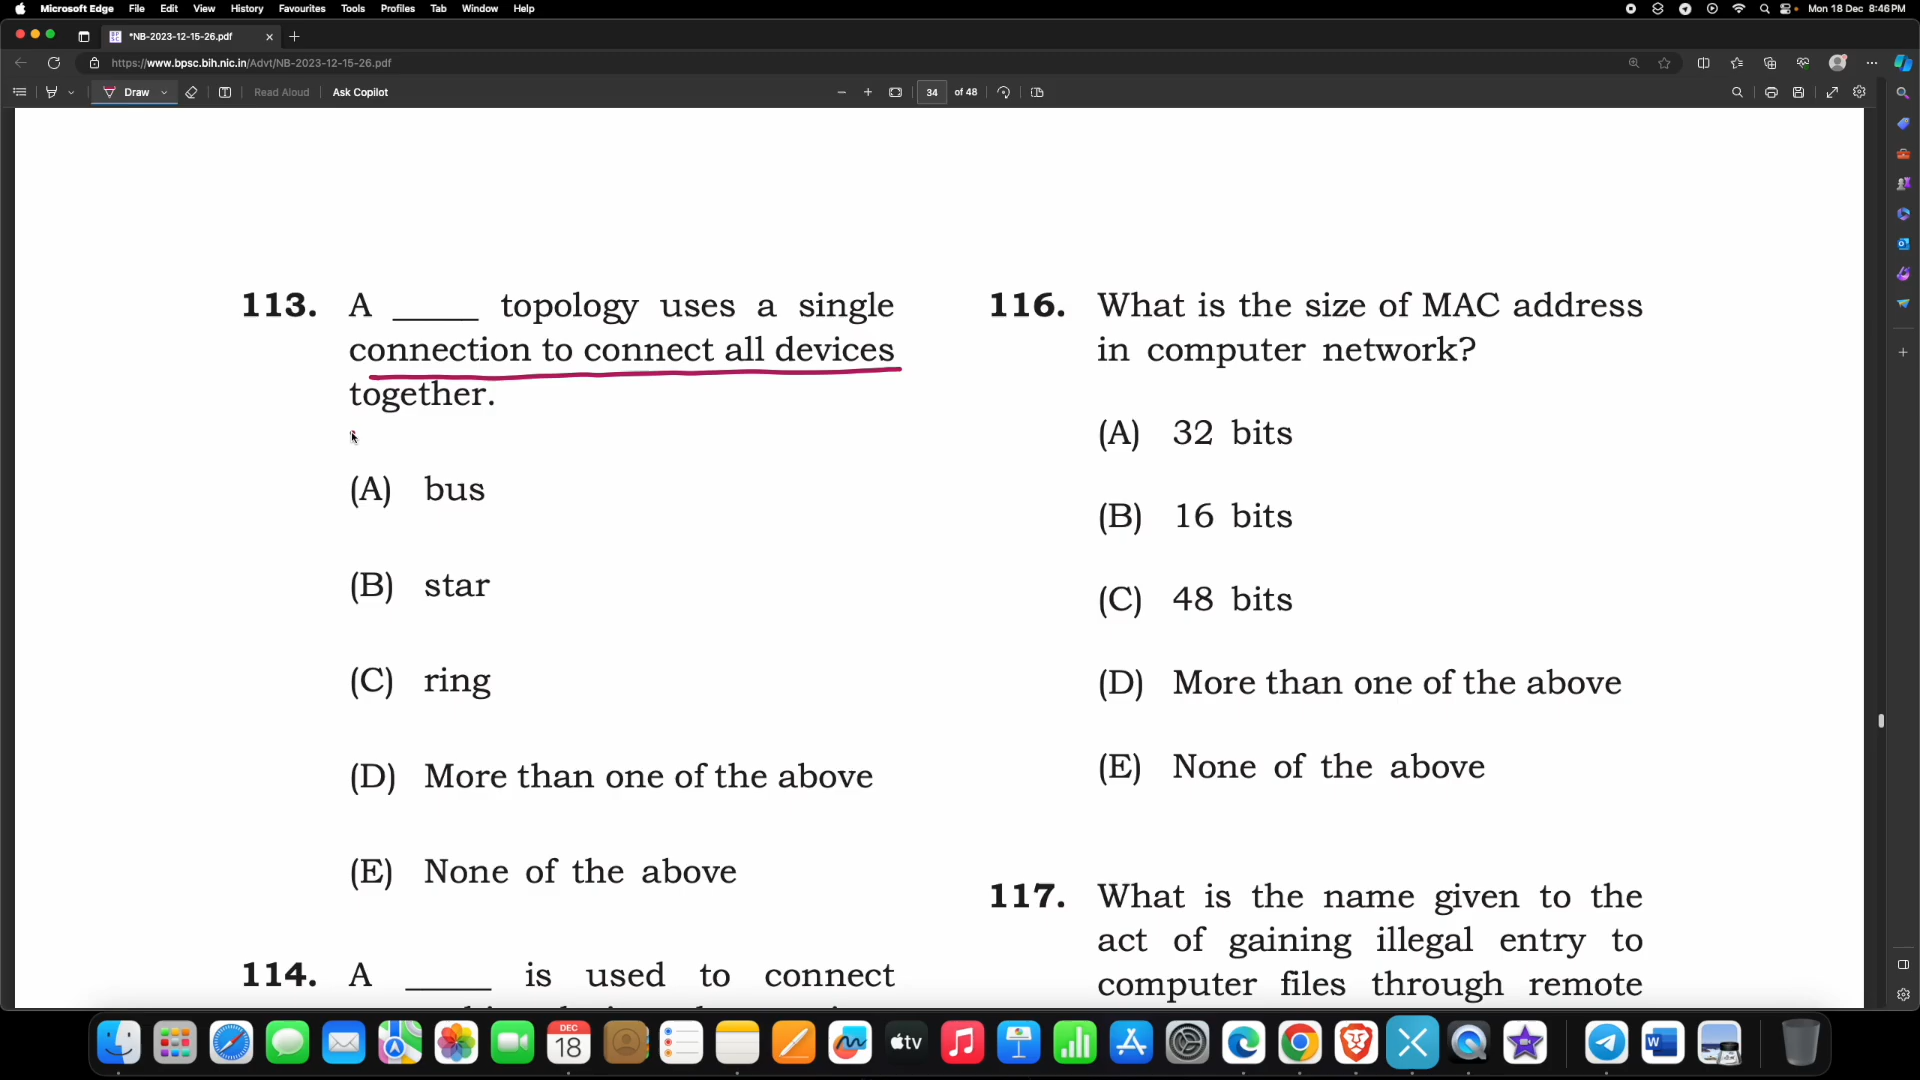 Microsoft Edge File Edit View History Favourites Tools Profiles Tab Window Help
Mon 18 Dec 8:46 PM
*NB-2023-12-15-26.pdf
https://www.bpsc.bih.nic.in/Advt/NB-2023-12-15-26.pdf
Draw Read Aloud Ask Copilot 34 of 48
113. A _____ topology uses a single
connection to connect all devices
together.
(A) bus
(B) star
(C) ring
(D) More than one of the above
(E) None of the above
114. A _____ is used to connect
116. What is the size of MAC address
in computer network?
(A) 32 bits
(B) 16 bits
(C) 48 bits
(D) More than one of the above
(E) None of the above
117. What is the name given to the
act of gaining illegal entry to
computer files through remote
DEC
18
tv
W